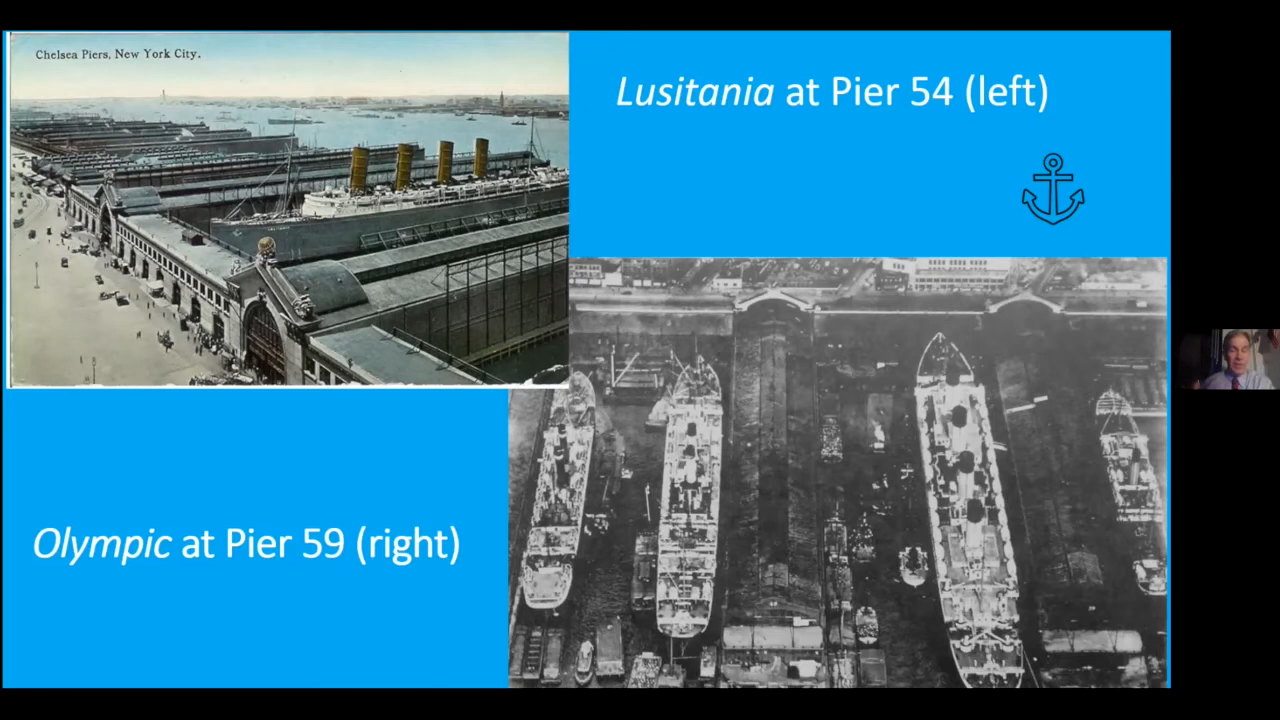 Chelsea Piers, New York City.
Lusitania at Pier 54 (left)
Olympic at Pier 59 (right)